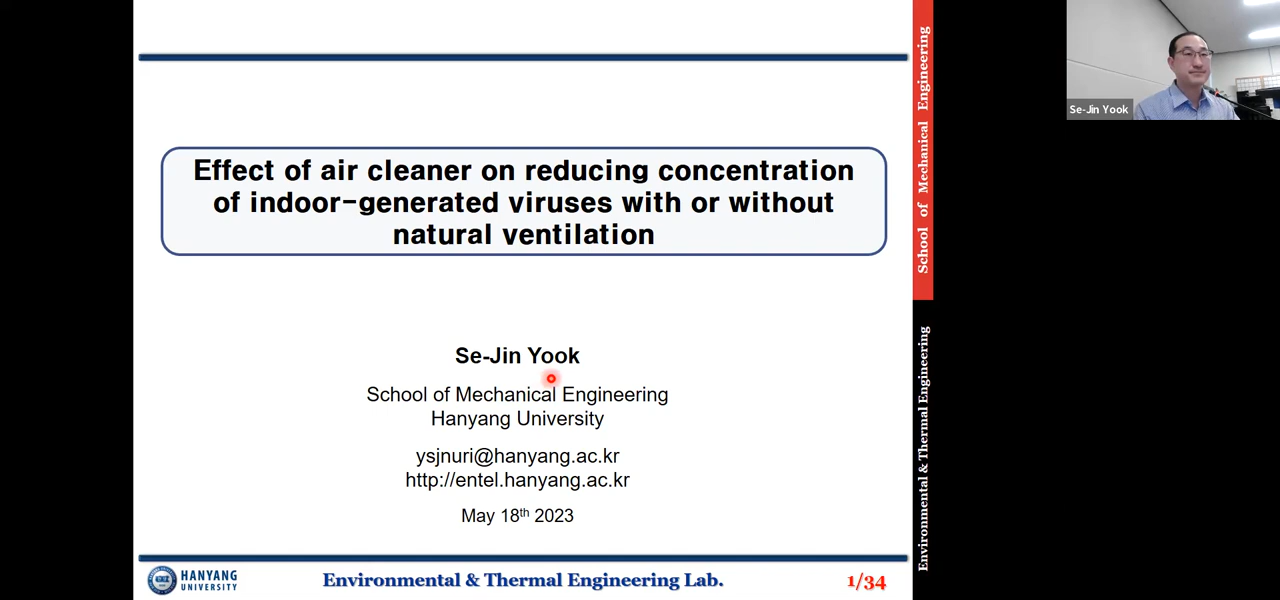 Effect of air cleaner on reducing concentration
of indoor-generated viruses with or without
natural ventilation
Se-Jin Yook
School of Mechanical Engineering
Hanyang University
ysjnuri@hanyang.ac.kr
http://entel.hanyang.ac.kr
May 18th 2023
HANYANG
UNIVERSITY
Environmental & Thermal Engineering Lab.
1/34
School of Mechanical Engineering
Environmental & Thermal Engineering
Se-Jin Yook